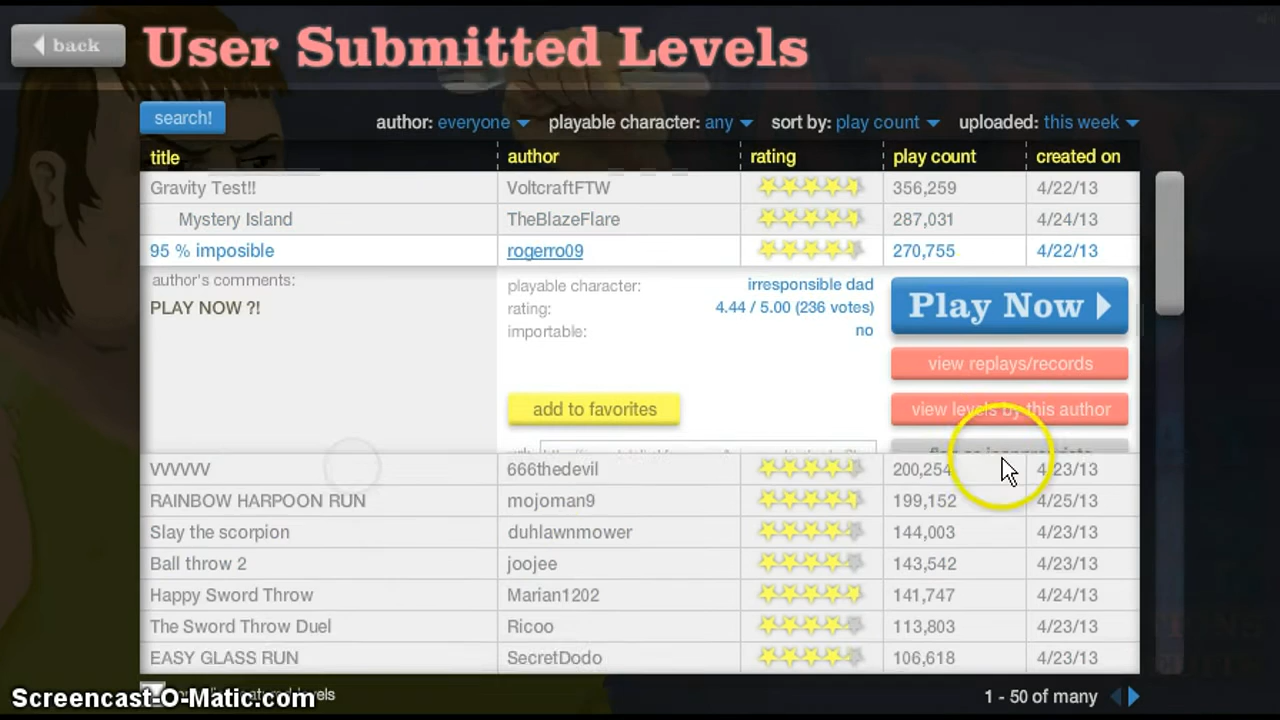 back
User Submitted Levels
search!
author: everyone
playable character: any
sort by: play count
uploaded: this week
title author rating play count created on
Gravity Test!! VoltcraftFTW 356,259 4/22/13
Mystery Island TheBlazeFlare 287,031 4/24/13
95 % imposible rogerro09 270,755 4/22/13
author's comments:
PLAY NOW ?!
playable character: irresponsible dad
rating: 4.44 / 5.00 (236 votes)
importable: no
add to favorites
Play Now
view replays/records
view levels by this author
VVVVVV 666thedevil 200,254 4/23/13
RAINBOW HARPOON RUN mojoman9 199,152 4/25/13
Slay the scorpion duhlawnmower 144,003 4/23/13
Ball throw 2 joojee 143,542 4/23/13
Happy Sword Throw Marian1202 141,747 4/24/13
The Sword Throw Duel Ricoo 113,803 4/23/13
EASY GLASS RUN SecretDodo 106,618 4/23/13
levels
Screencast-O-Matic.com
1 - 50 of many